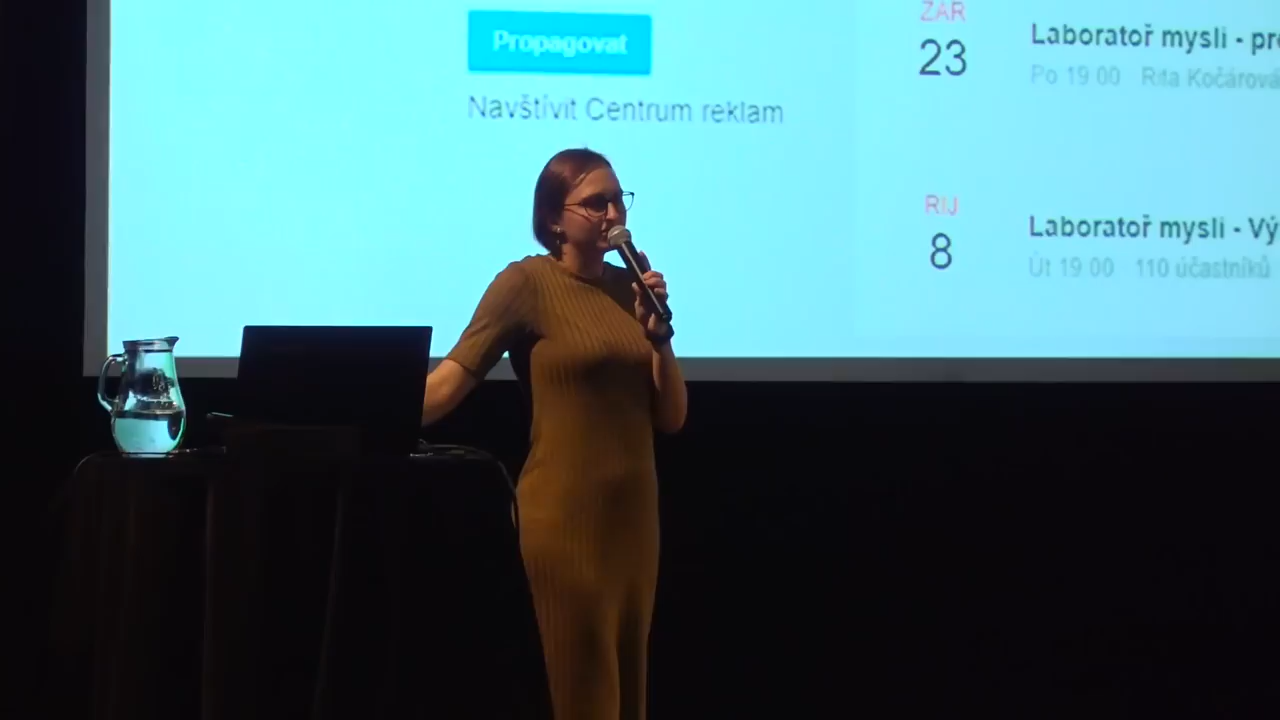 Propagovat
Navštívit Centrum reklam
ZÁŘ
23
Laboratoř mysli - pr
Po 19 00 Rita Kočárová
ŘIJ
8
Laboratoř mysli - Vý
Út 19 00 110 účastníků